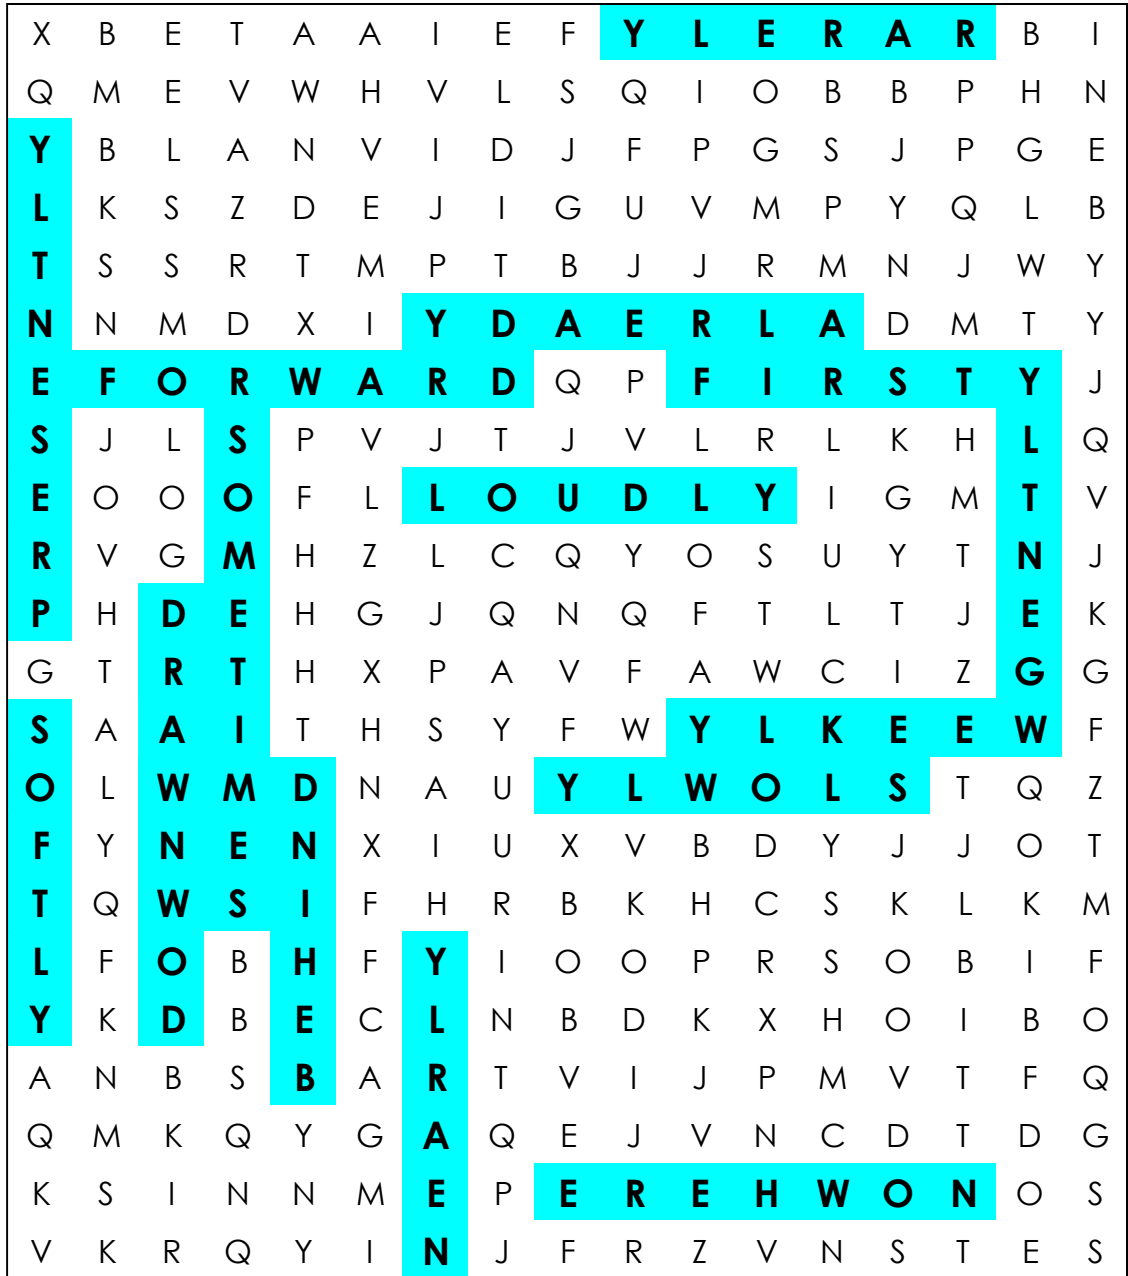 X B E T A A I E F Y L E R A R B I
Q M E V W H V L S Q I O B B P H N
Y B L A N V I D J F P G S J P G E
L K S Z D E J I G U V M P Y Q L B
T S S R T M P T B J J R M N J W Y
N N M D X I Y D A E R L A D M T Y
E F O R W A R D Q P F I R S T Y J
S J L S P V J T J V L R L K H L Q
E O O O F L L O U D L Y I G M T V
R V G M H Z L C Q Y O S U Y T N J
P H D E H G J Q N Q F T L T J E K
G T R T H X P A V F A W C I Z G G
S A A I T H S Y F W Y L K E E W F
O L W M D N A U Y L W O L S T Q Z
F Y N E N X I U X V B D Y J J O T
T Q W S I F H R B K H C S K L K M
L F O B H F Y I O O P R S O B I F
Y K D B E C L N B D K X H O I B O
A N B S B A R T V I J P M V T F Q
Q M K Q Y G A Q E J V N C D T D G
K S I N N M E P E R E H W O N O S
V K R Q Y I N J F R Z V N S T E S